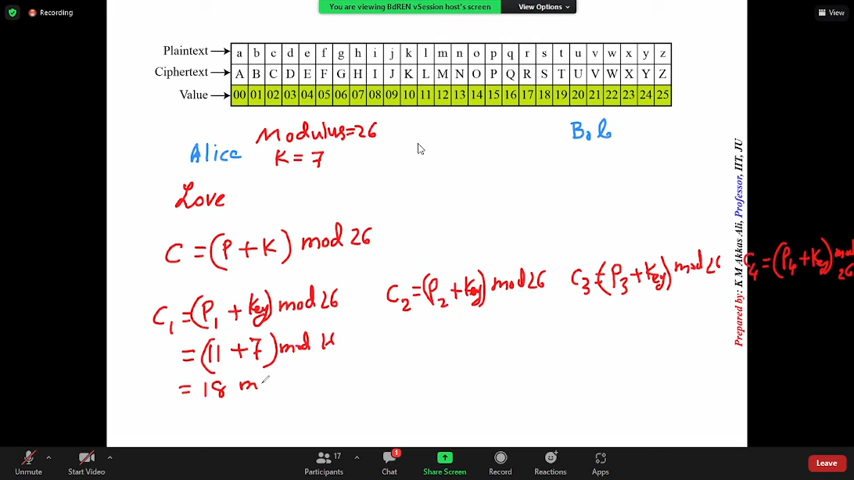 Recording
You are viewing BdREN vSession host's screen
View Options
View
Plaintext a b c d e f g h i j k l m n o p q r s t u v w x y z
Ciphertext A B C D E F G H I J K L M N O P Q R S T U V W X Y Z
Value 00 01 02 03 04 05 06 07 08 09 10 11 12 13 14 15 16 17 18 19 20 21 22 23 24 25
Modulus=26
Alice
K = 7
Bob
Love
C = (P + K) mod 26
C1 = (P1 + Key) mod 26
C2 = (P2 + Key) mod 26
C3 = (P3 + Key) mod 26
C4 = (P4 + Key) mod 26
= (11 + 7) mod
= 18 m
Prepared by: K M Akkas Ali, Professor, IIT, JU
Unmute
Start Video
17
Participants
1
Chat
Share Screen
Record
Reactions
Apps
Leave